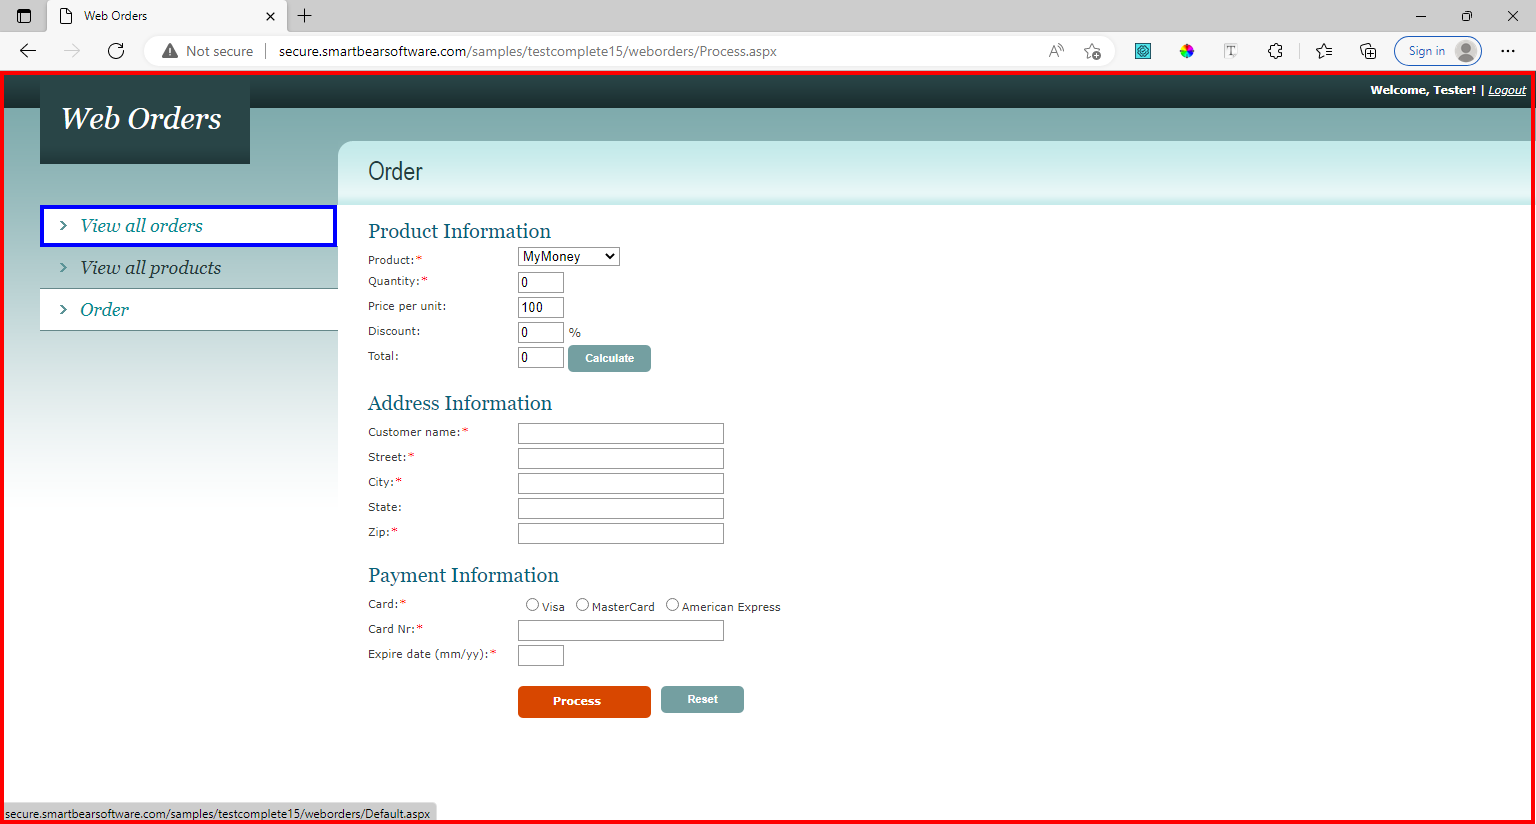 Web Orders
Not secure
secure.smartbearsoftware.com/samples/testcomplete15/weborders/Process.aspx
Sign in
Welcome, Tester! | Logout
Web Orders
Order
View all orders
View all products
Order
Product Information
Product:* MyMoney
Quantity:* 0
Price per unit: 100
Discount: 0 %
Total: 0 Calculate
Address Information
Customer name:*
Street:*
City:*
State:
Zip:*
Payment Information
Card:* Visa MasterCard American Express
Card Nr:*
Expire date (mm/yy):*
Process Reset
secure.smartbearsoftware.com/samples/testcomplete15/weborders/Default.aspx